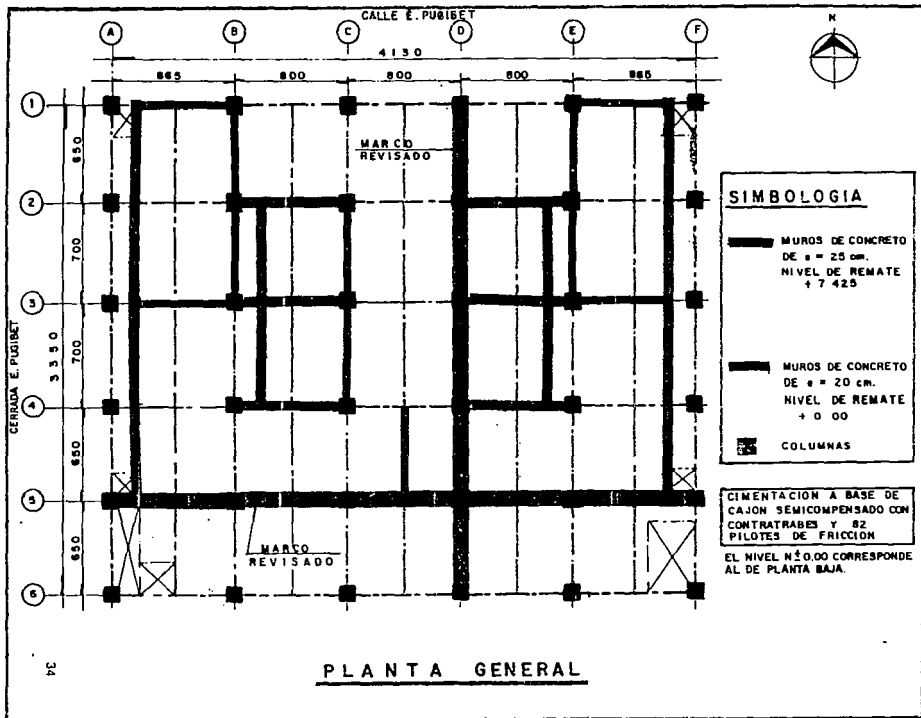 CALLE E. PUGIBET
A B C D E F
N
4130
865 800 800 800 865
1
2
3
4
5
6
650
700
700
650
650
3350
CERRADA E. PUGIBET
MARCO
REVISADO
MARCO
REVISADO
SIMBOLOGIA
MUROS DE CONCRETO
DE e = 25 cm.
NIVEL DE REMATE
+ 7 425
MUROS DE CONCRETO
DE e = 20 cm.
NIVEL DE REMATE
+ 0 00
COLUMNAS
CIMENTACION A BASE DE
CAJON SEMICOMPENSADO CON
CONTRATRABES Y 82
PILOTES DE FRICCION
EL NIVEL N±0.00 CORRESPONDE
AL DE PLANTA BAJA.
34
PLANTA GENERAL